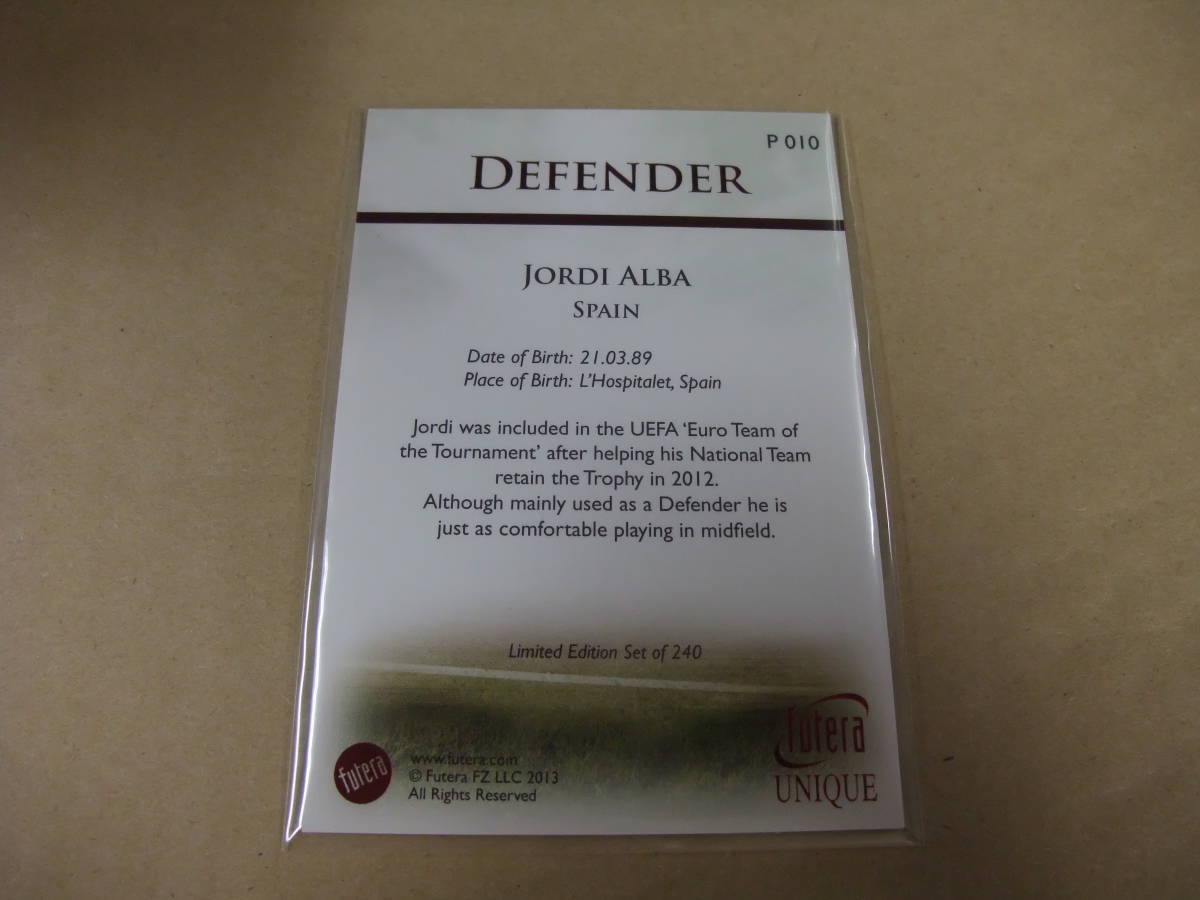 P 010
DEFENDER
JORDI ALBA
SPAIN
Date of Birth: 21.03.89
Place of Birth: L'Hospitalet, Spain
Jordi was included in the UEFA 'Euro Team of
the Tournament' after helping his National Team
retain the Trophy in 2012.
Although mainly used as a Defender he is
just as comfortable playing in midfield.
Limited Edition Set of 240
futera
www.futera.com
© Futera FZ LLC 2013
All Rights Reserved
futera
UNIQUE